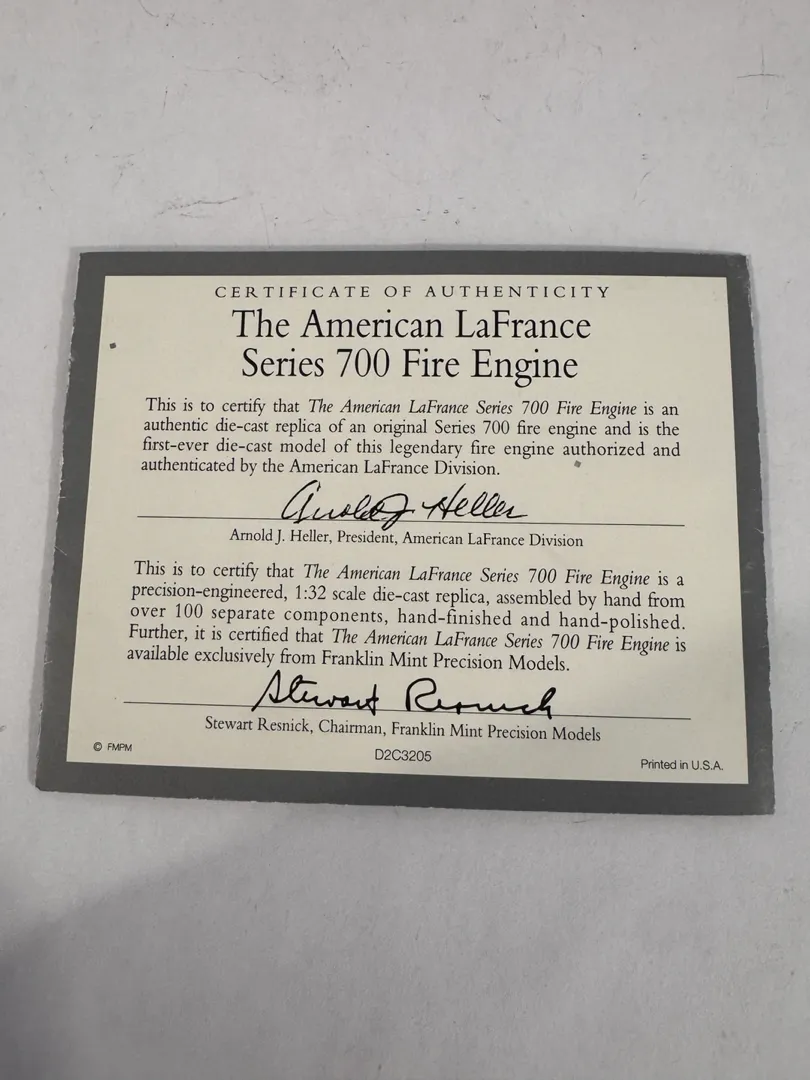 CERTIFICATE OF AUTHENTICITY
The American LaFrance
Series 700 Fire Engine
This is to certify that The American LaFrance Series 700 Fire Engine is an
authentic die-cast replica of an original Series 700 fire engine and is the
first-ever die-cast model of this legendary fire engine authorized and
authenticated by the American LaFrance Division.
Arnold J. Heller
Arnold J. Heller, President, American LaFrance Division
This is to certify that The American LaFrance Series 700 Fire Engine is a
precision-engineered, 1:32 scale die-cast replica, assembled by hand from
over 100 separate components, hand-finished and hand-polished.
Further, it is certified that The American LaFrance Series 700 Fire Engine is
available exclusively from Franklin Mint Precision Models.
Stewart Resnick
Stewart Resnick, Chairman, Franklin Mint Precision Models
© FMPM
D2C3205
Printed in U.S.A.